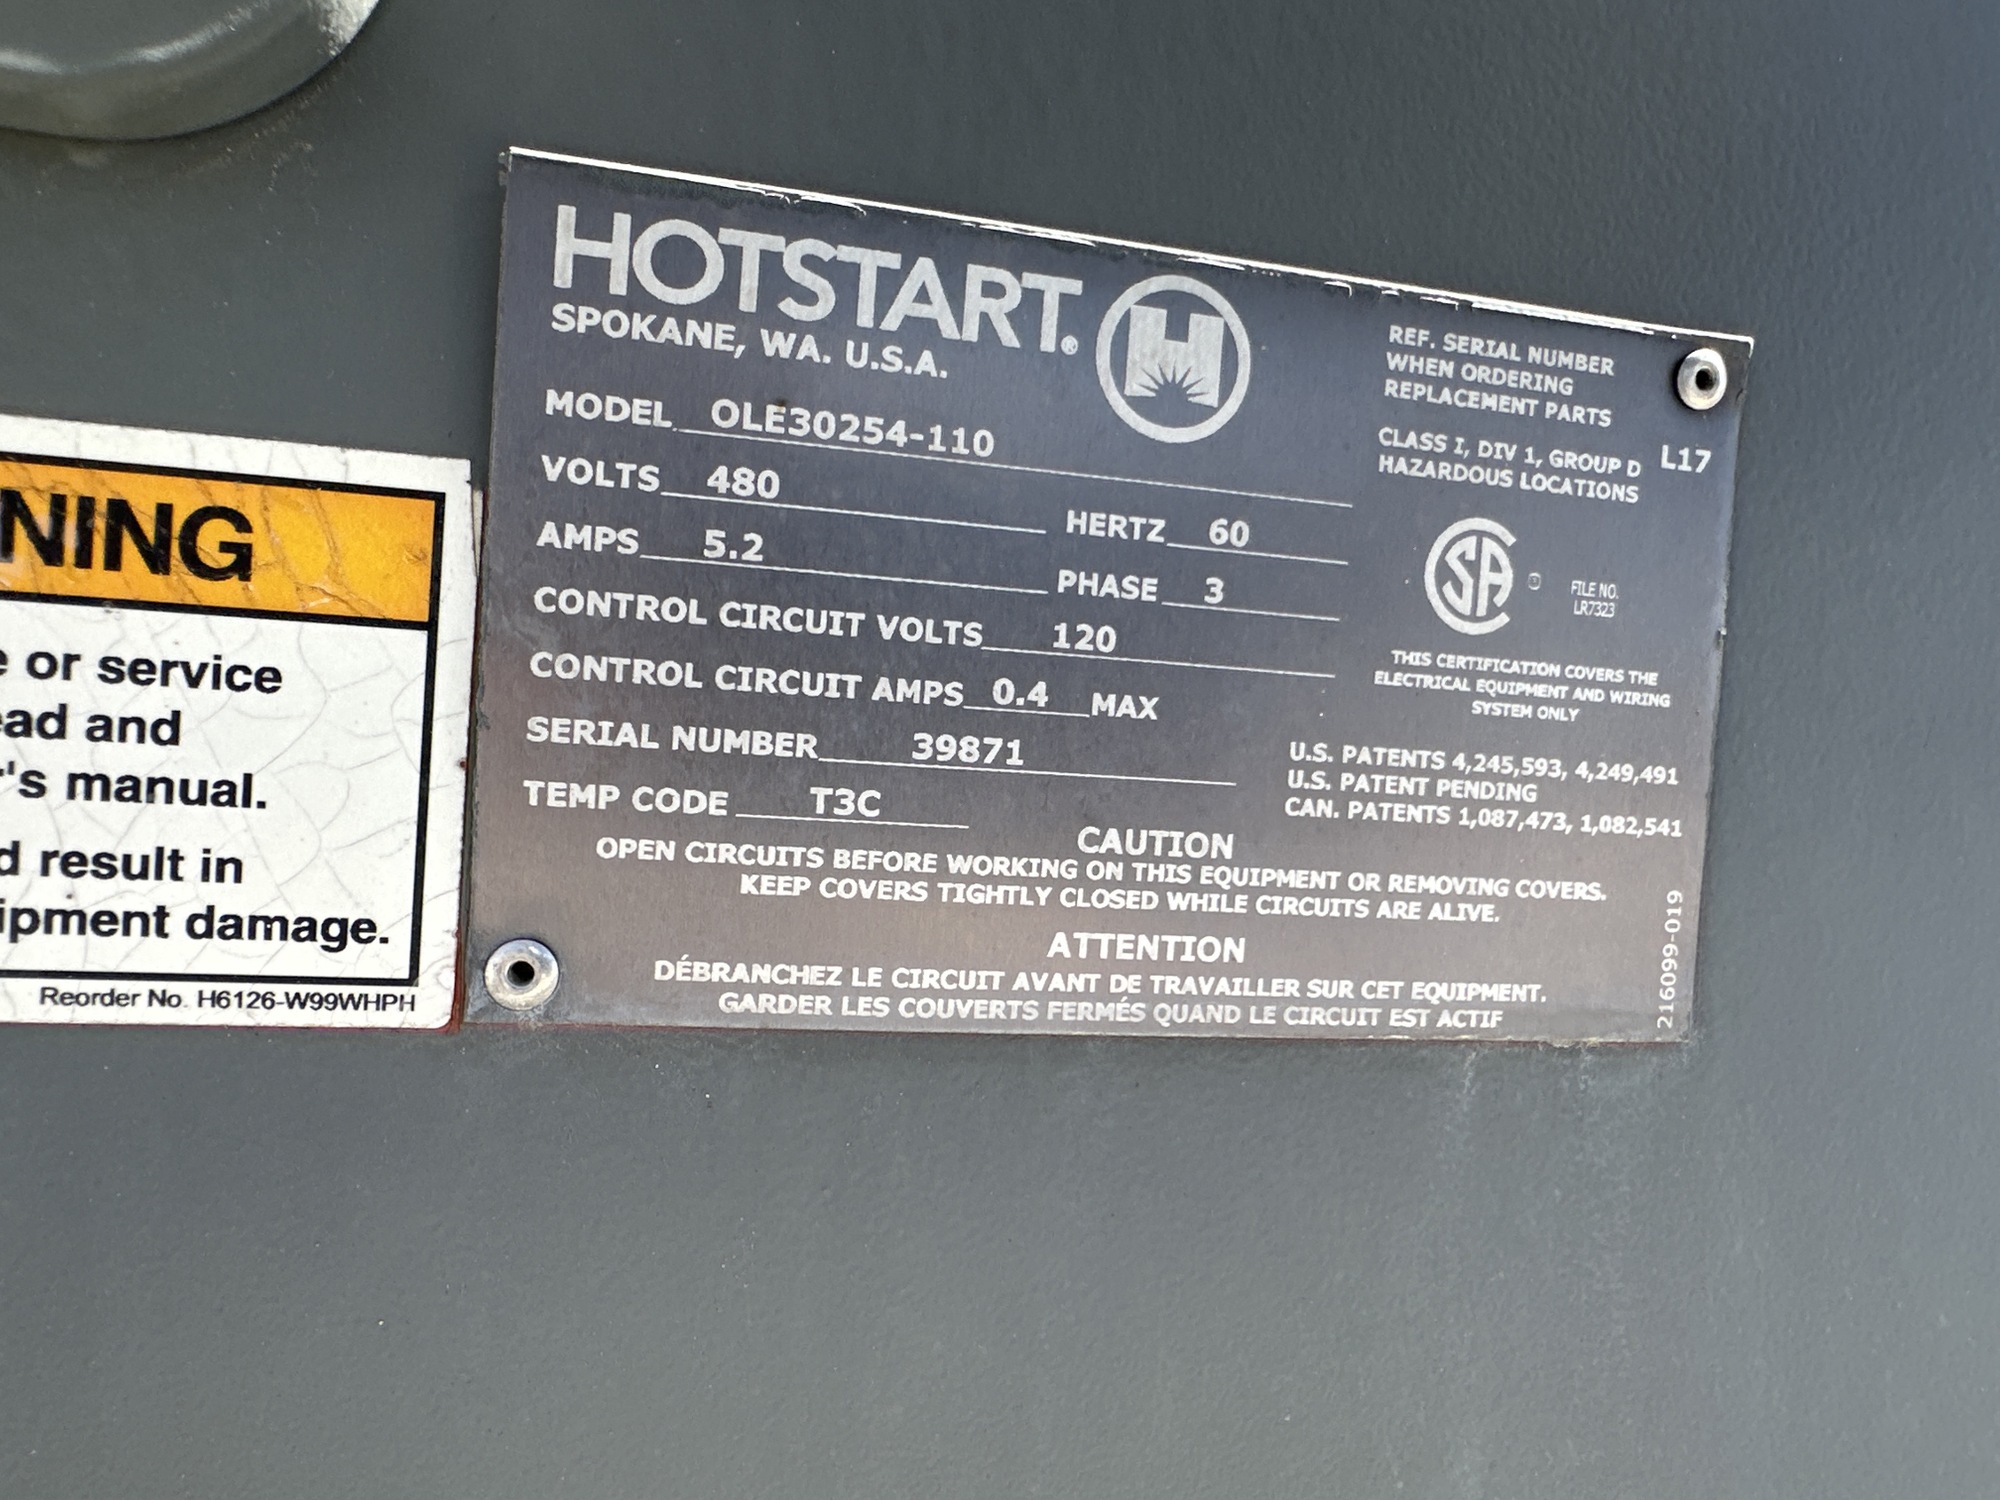 NING
e or service
ead and
r's manual.
d result in
ipment damage.
Reorder No. H6126-W99WHPH
HOTSTART®
SPOKANE, WA. U.S.A.
MODEL OLE30254-110
VOLTS 480 HERTZ 60
AMPS 5.2 PHASE 3
CONTROL CIRCUIT VOLTS 120
CONTROL CIRCUIT AMPS 0.4 MAX
SERIAL NUMBER 39871
TEMP CODE T3C
REF. SERIAL NUMBER
WHEN ORDERING
REPLACEMENT PARTS
CLASS I, DIV 1, GROUP D L17
HAZARDOUS LOCATIONS
SA ®
FILE NO.
LR7323
THIS CERTIFICATION COVERS THE
ELECTRICAL EQUIPMENT AND WIRING
SYSTEM ONLY
U.S. PATENTS 4,245,593, 4,249,491
U.S. PATENT PENDING
CAN. PATENTS 1,087,473, 1,082,541
CAUTION
OPEN CIRCUITS BEFORE WORKING ON THIS EQUIPMENT OR REMOVING COVERS.
KEEP COVERS TIGHTLY CLOSED WHILE CIRCUITS ARE ALIVE.
ATTENTION
DÉBRANCHEZ LE CIRCUIT AVANT DE TRAVAILLER SUR CET EQUIPMENT.
GARDER LES COUVERTS FERMÉS QUAND LE CIRCUIT EST ACTIF
216099-019